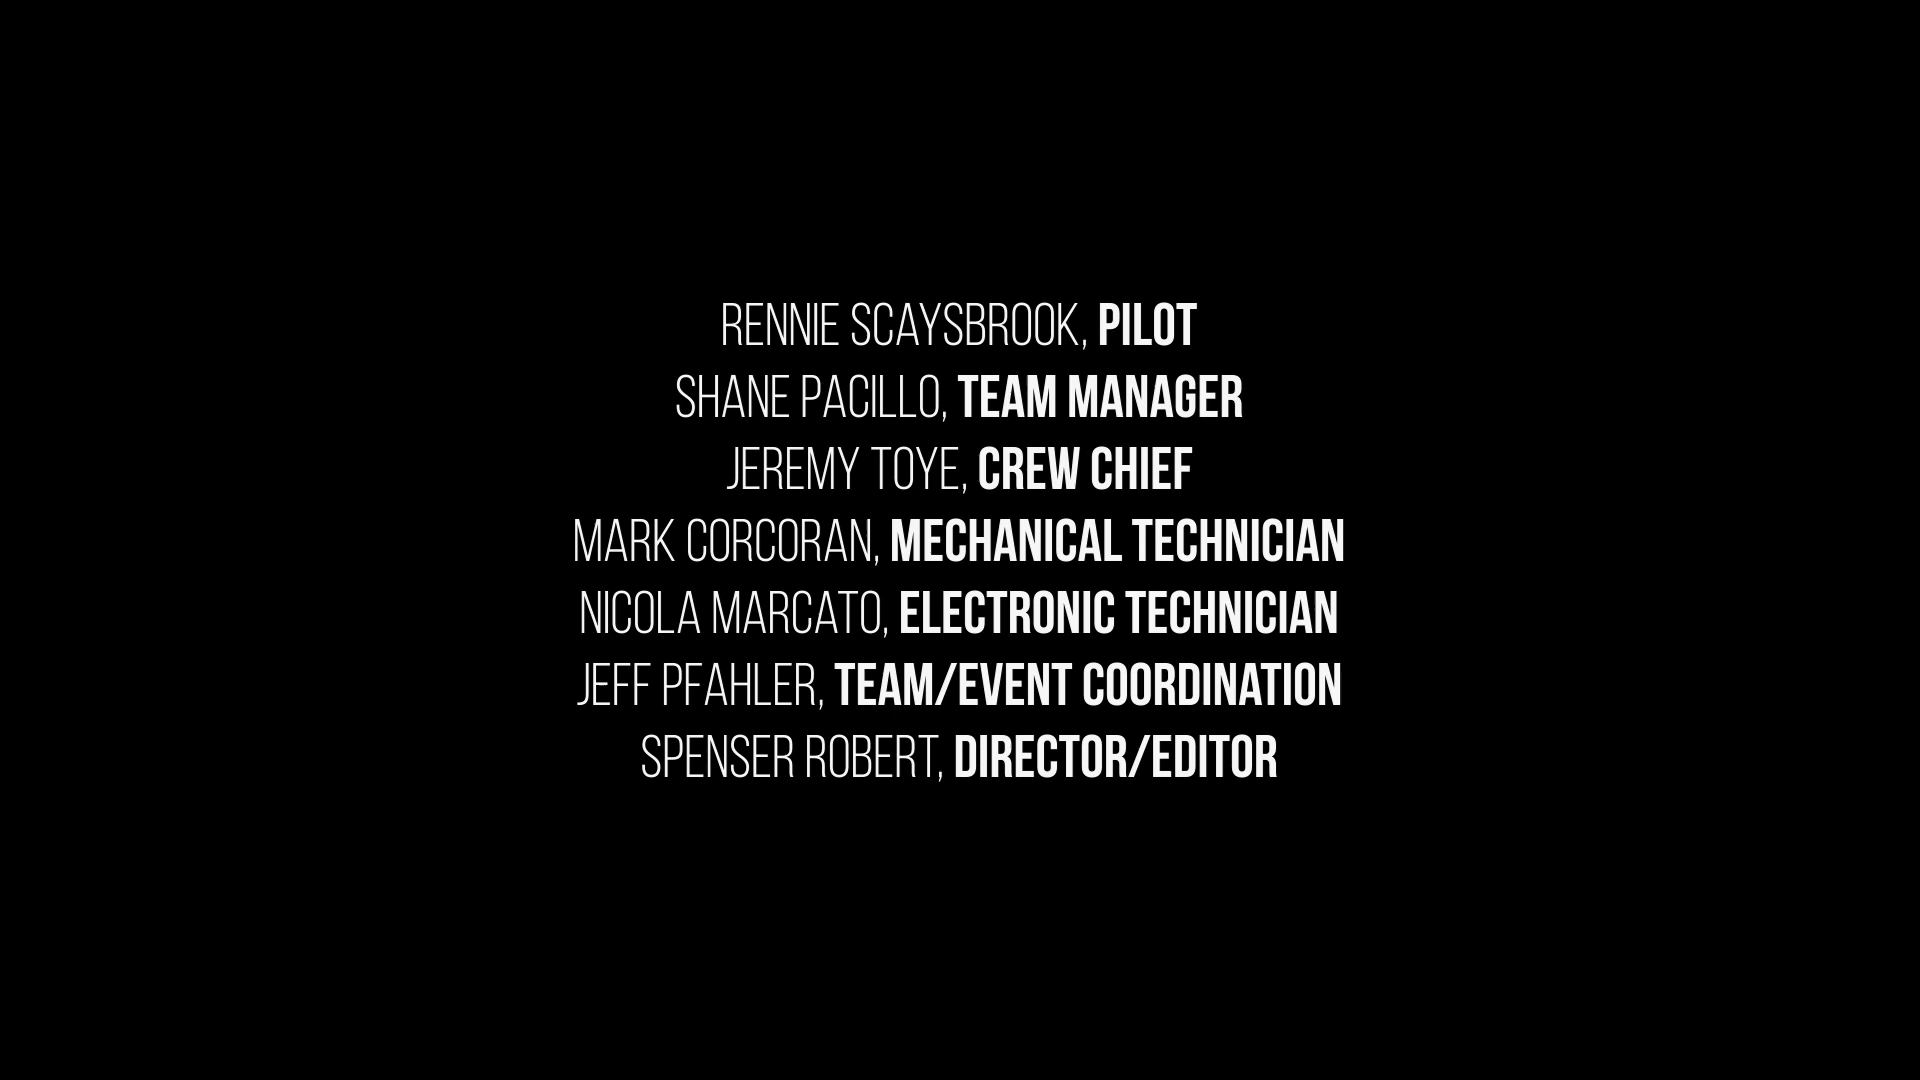 RENNIE SCAYSBROOK, PILOT
SHANE PACILLO, TEAM MANAGER
JEREMY TOYE, CREW CHIEF
MARK CORCORAN, MECHANICAL TECHNICIAN
NICOLA MARCATO, ELECTRONIC TECHNICIAN
JEFF PFAHLER, TEAM/EVENT COORDINATION
SPENSER ROBERT, DIRECTOR/EDITOR